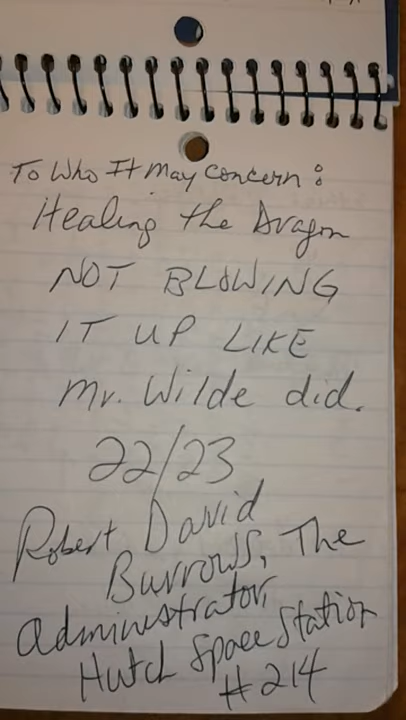 To Who It May Concern :
Healing the Dragon
NOT BLOWING
IT UP LIKE
Mr. Wilde did.
22/23
Robert David
Burrows, The
Administrator,
Hutch Space Station
#214